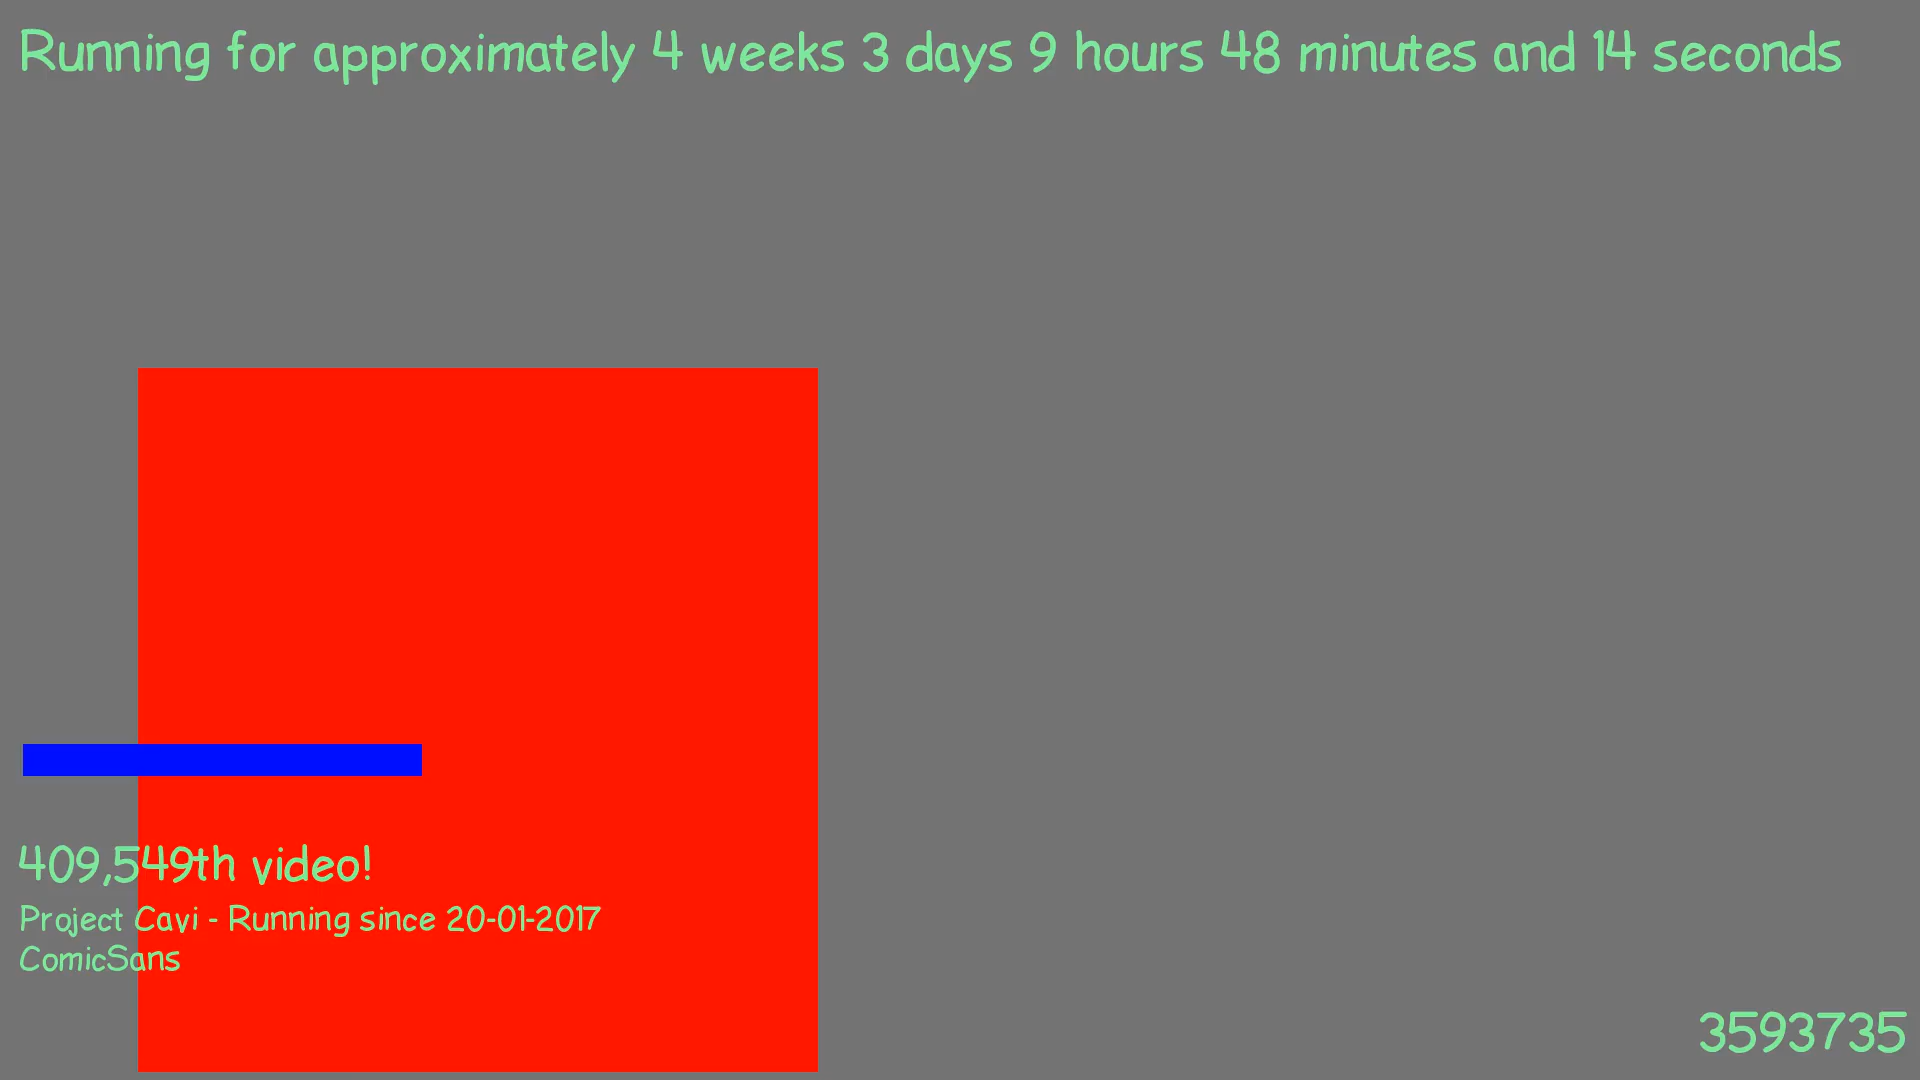 Running for approximately 4 weeks 3 days 9 hours 48 minutes and 14 seconds
409,549th video!
Project Cavi - Running since 20-01-2017
ComicSans
3593735